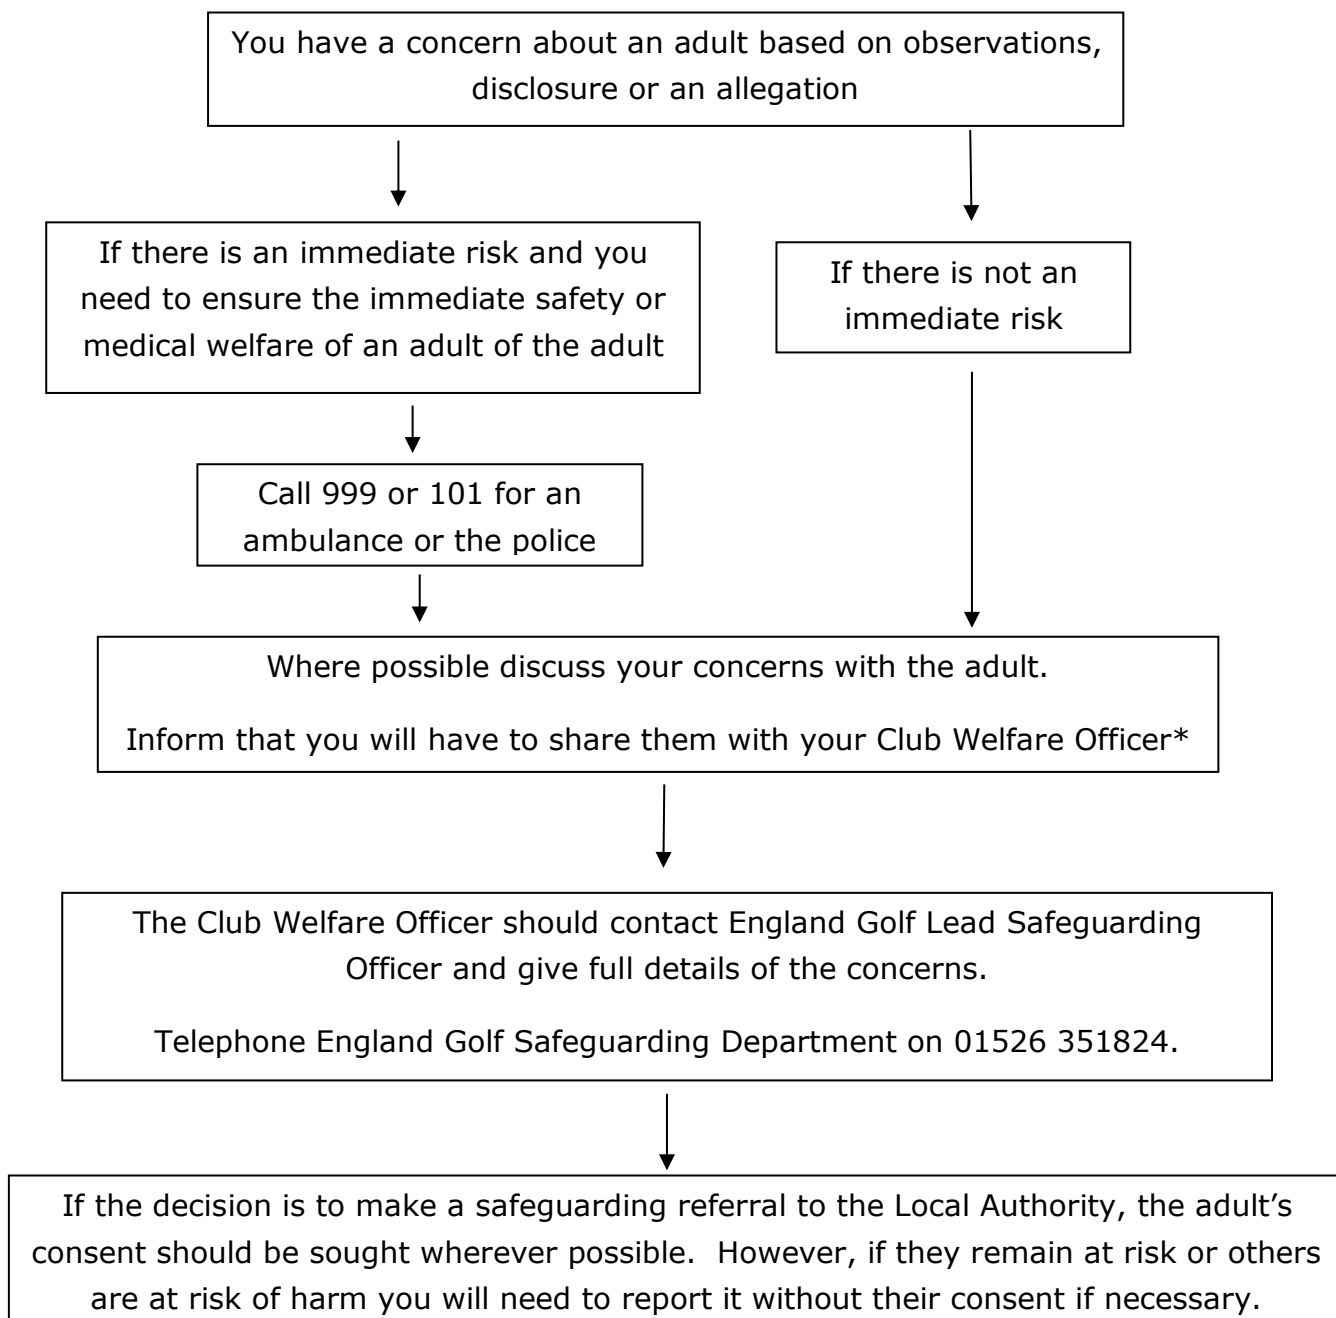 You have a concern about an adult based on observations,
disclosure or an allegation
If there is an immediate risk and you
need to ensure the immediate safety or
medical welfare of an adult of the adult
If there is not an
immediate risk
Call 999 or 101 for an
ambulance or the police
Where possible discuss your concerns with the adult.
Inform that you will have to share them with your Club Welfare Officer*
The Club Welfare Officer should contact England Golf Lead Safeguarding
Officer and give full details of the concerns.
Telephone England Golf Safeguarding Department on 01526 351824.
If the decision is to make a safeguarding referral to the Local Authority, the adult’s
consent should be sought wherever possible.  However, if they remain at risk or others
are at risk of harm you will need to report it without their consent if necessary.